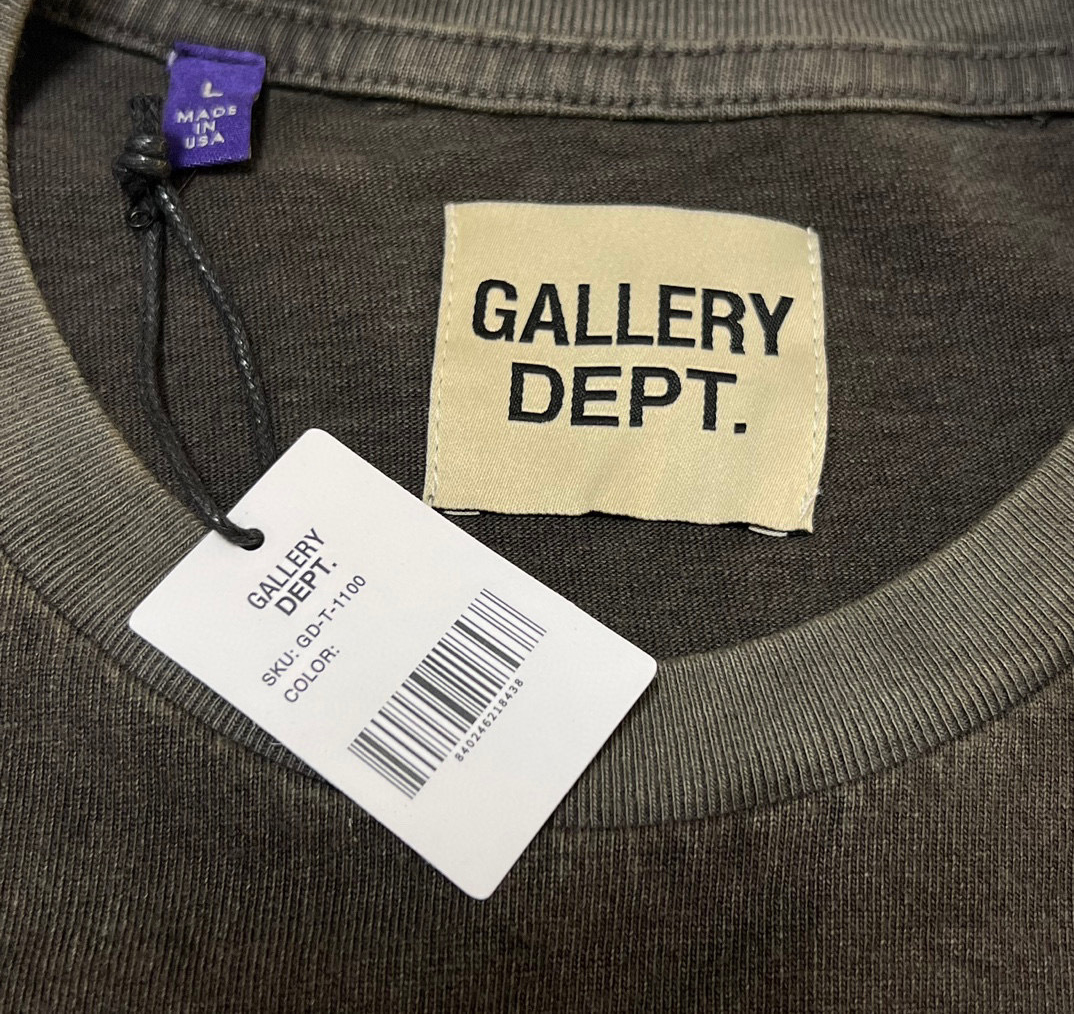 L
MADE
IN
USA
GALLERY
DEPT.
GALLERY
DEPT.
SKU: GD-T-1100
COLOR:
840246218438